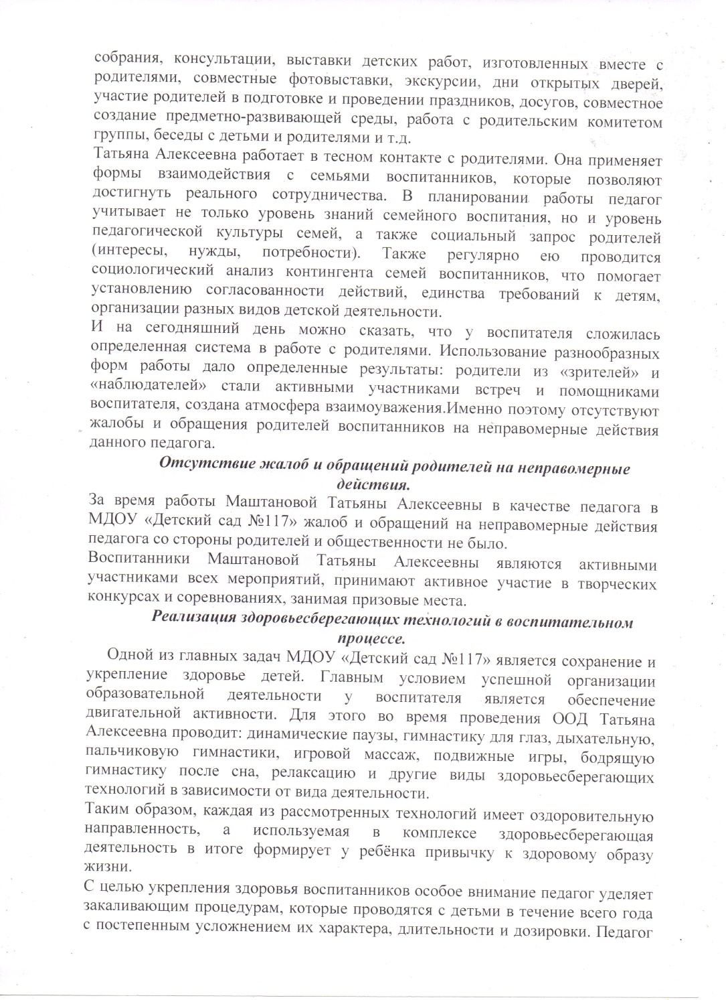 собрания, консультации, выставки детских работ, изготовленных вместе с
родителями, совместные фотовыставки, экскурсии, дни открытых дверей,
участие родителей в подготовке и проведении праздников, досугов, совместное
создание предметно-развивающей среды, работа с родительским комитетом
группы, беседы с детьми и родителями и т.д.
Татьяна Алексеевна работает в тесном контакте с родителями. Она применяет
формы взаимодействия с семьями воспитанников, которые позволяют
достигнуть реального сотрудничества. В планировании работы педагог
учитывает не только уровень знаний семейного воспитания, но и уровень
педагогической культуры семей, а также социальный запрос родителей
(интересы, нужды, потребности). Также регулярно ею проводится
социологический анализ контингента семей воспитанников, что помогает
установлению согласованности действий, единства требований к детям,
организации разных видов детской деятельности.
И на сегодняшний день можно сказать, что у воспитателя сложилась
определенная система в работе с родителями. Использование разнообразных
форм работы дало определенные результаты: родители из «зрителей» и
«наблюдателей» стали активными участниками встреч и помощниками
воспитателя, создана атмосфера взаимоуважения.Именно поэтому отсутствуют
жалобы и обращения родителей воспитанников на неправомерные действия
данного педагога.
Отсутствие жалоб и обращений родителей на неправомерные
действия.
За время работы Маштановой Татьяны Алексеевны в качестве педагога в
МДОУ «Детский сад №117» жалоб и обращений на неправомерные действия
педагога со стороны родителей и общественности не было.
Воспитанники Маштановой Татьяны Алексеевны являются активными
участниками всех мероприятий, принимают активное участие в творческих
конкурсах и соревнованиях, занимая призовые места.
Реализация здоровьесберегающих технологий в воспитательном
процессе.
Одной из главных задач МДОУ «Детский сад №117» является сохранение и
укрепление здоровье детей. Главным условием успешной организации
образовательной деятельности у воспитателя является обеспечение
двигательной активности. Для этого во время проведения ООД Татьяна
Алексеевна проводит: динамические паузы, гимнастику для глаз, дыхательную,
пальчиковую гимнастики, игровой массаж, подвижные игры, бодрящую
гимнастику после сна, релаксацию и другие виды здоровьесберегающих
технологий в зависимости от вида деятельности.
Таким образом, каждая из рассмотренных технологий имеет оздоровительную
направленность, а используемая в комплексе здоровьесберегающая
деятельность в итоге формирует у ребёнка привычку к здоровому образу
жизни.
С целью укрепления здоровья воспитанников особое внимание педагог уделяет
закаливающим процедурам, которые проводятся с детьми в течение всего года
с постепенным усложнением их характера, длительности и дозировки. Педагог